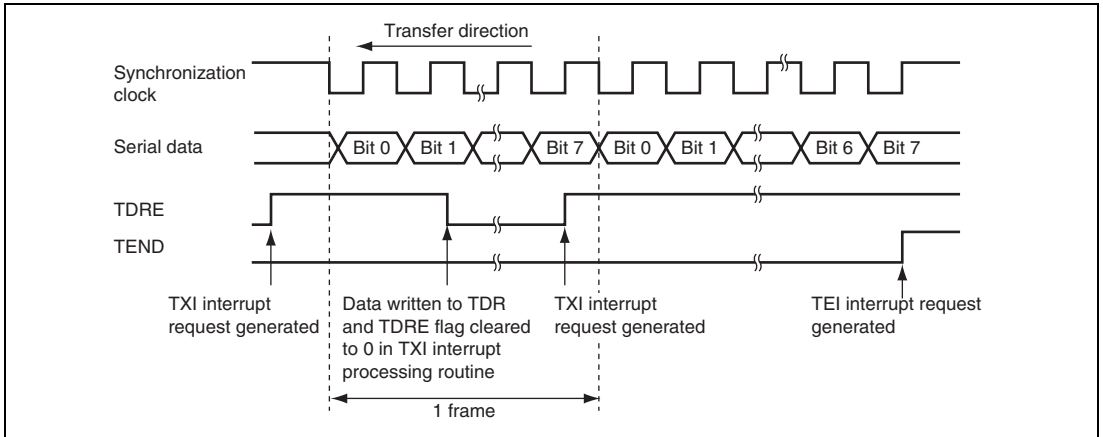 Transfer direction
Synchronization
clock
Serial data
Bit 0
Bit 1
Bit 7
Bit 0
Bit 1
Bit 6
Bit 7
TDRE
TEND
TXI interrupt
request generated
Data written to TDR
and TDRE flag cleared
to 0 in TXI interrupt
processing routine
TXI interrupt
request generated
TEI interrupt request
generated
1 frame